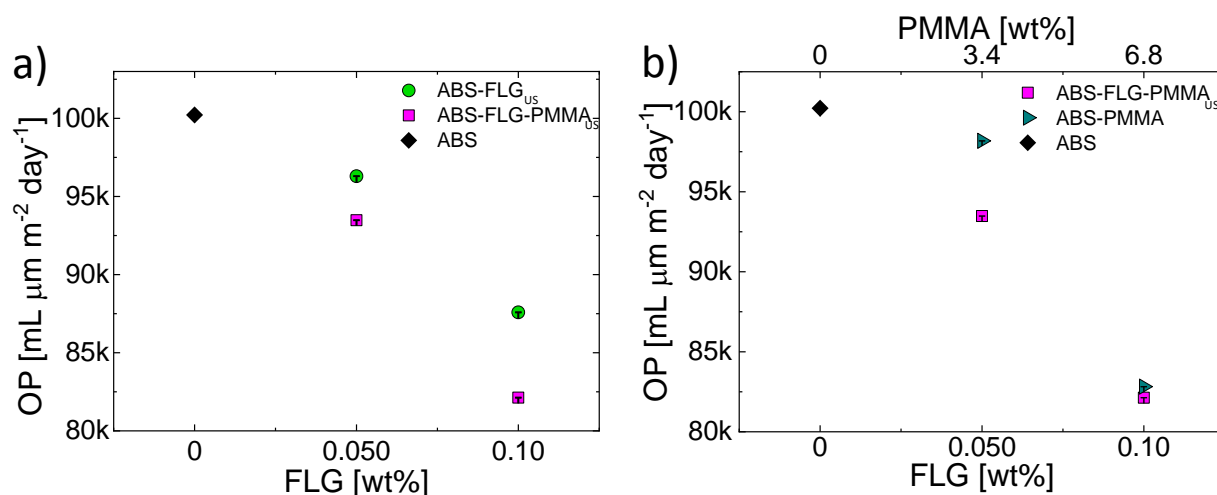 a)
OP [mL μm m⁻² day⁻¹]
100k
95k
90k
85k
80k
ABS-FLG_US
ABS-FLG-PMMA_US
ABS
0
0.050
0.10
FLG [wt%]
b)
PMMA [wt%]
0
3.4
6.8
OP [mL μm m⁻² day⁻¹]
100k
95k
90k
85k
80k
ABS-FLG-PMMA_US
ABS-PMMA
ABS
0
0.050
0.10
FLG [wt%]